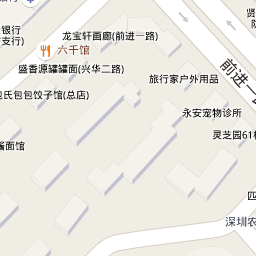 银行
支行)
龙宝轩画廊(前进一路)
六千馆
盛香源罐罐面(兴华二路)
旅行家户外用品
前进一
包氏包包饺子馆(总店)
永安宠物诊所
灵芝园61
酱面馆
深圳农